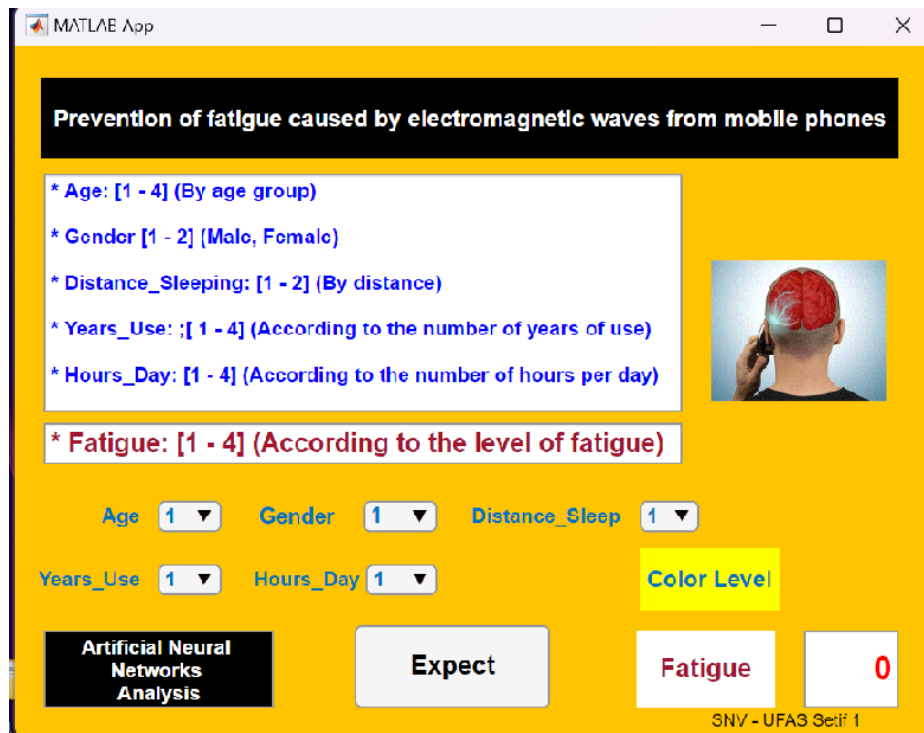 MATLAB App
Prevention of fatigue caused by electromagnetic waves from mobile phones
* Age: [1 - 4] (By age group)
* Gender [1 - 2] (Male, Female)
* Distance_Sleeping: [1 - 2] (By distance)
* Years_Use: ;[ 1 - 4] (According to the number of years of use)
* Hours_Day: [1 - 4] (According to the number of hours per day)
* Fatigue: [1 - 4] (According to the level of fatigue)
Age 1 Gender 1 Distance_Sleep 1
Years_Use 1 Hours_Day 1 Color Level
Artificial Neural
Networks
Analysis
Expect
Fatigue 0
SNV - UFAS Setif 1